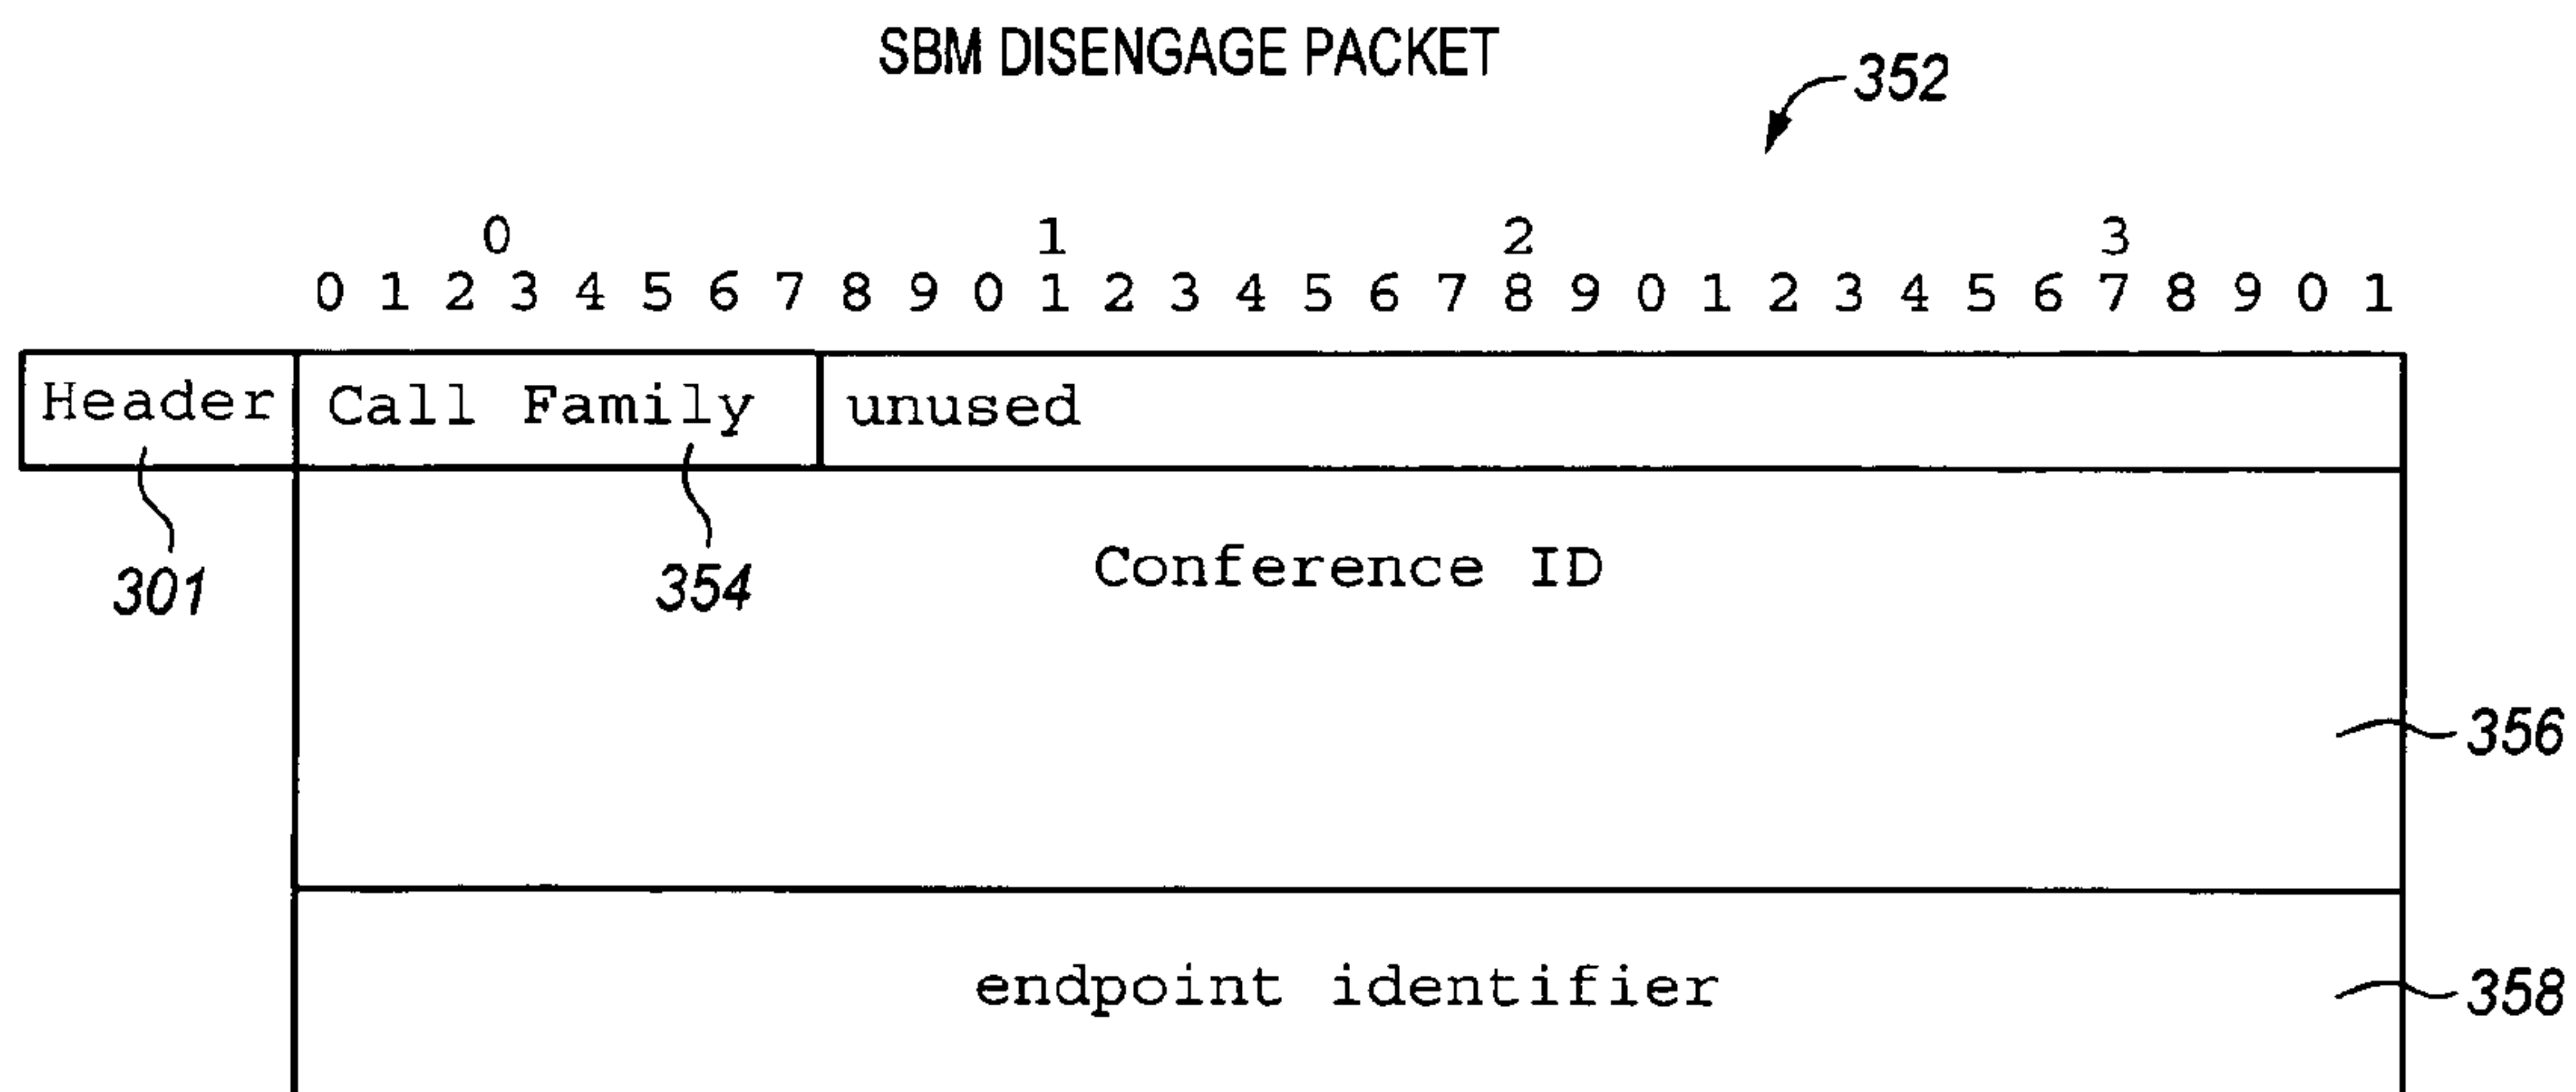 SBM DISENGAGE PACKET
352
0 1 2 3
0 1 2 3 4 5 6 7 8 9 0 1 2 3 4 5 6 7 8 9 0 1 2 3 4 5 6 7 8 9 0 1
Header Call Family unused
301 354 Conference ID
356
endpoint identifier 358